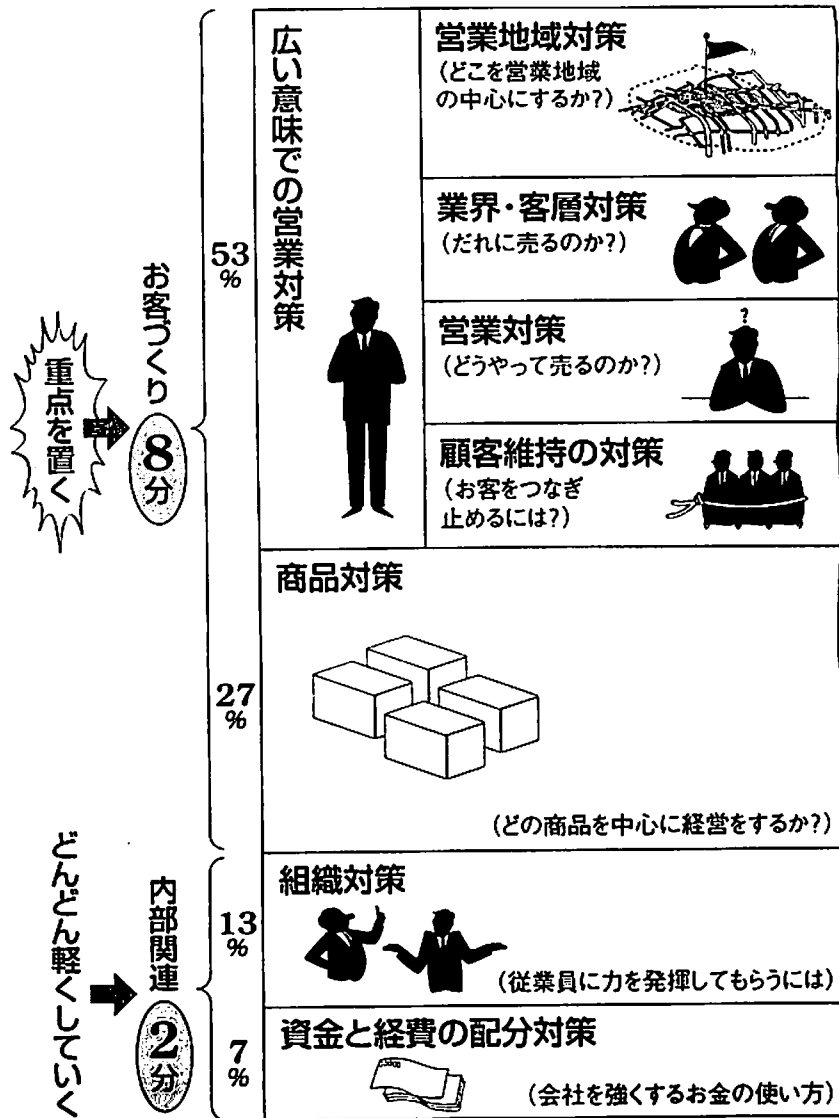 重点を置く
お客づくり
8分
53
%
広い意味での営業対策
営業地域対策
(どこを営業地域
の中心にするか?)
業界・客層対策
(だれに売るのか?)
営業対策
(どうやって売るのか?)
?
顧客維持の対策
(お客をつなぎ
止めるには?)
27
%
商品対策
(どの商品を中心に経営をするか?)
どんどん軽くしていく
内部関連
2分
13
%
組織対策
(従業員に力を発揮してもらうには)
7
%
資金と経費の配分対策
(会社を強くするお金の使い方)